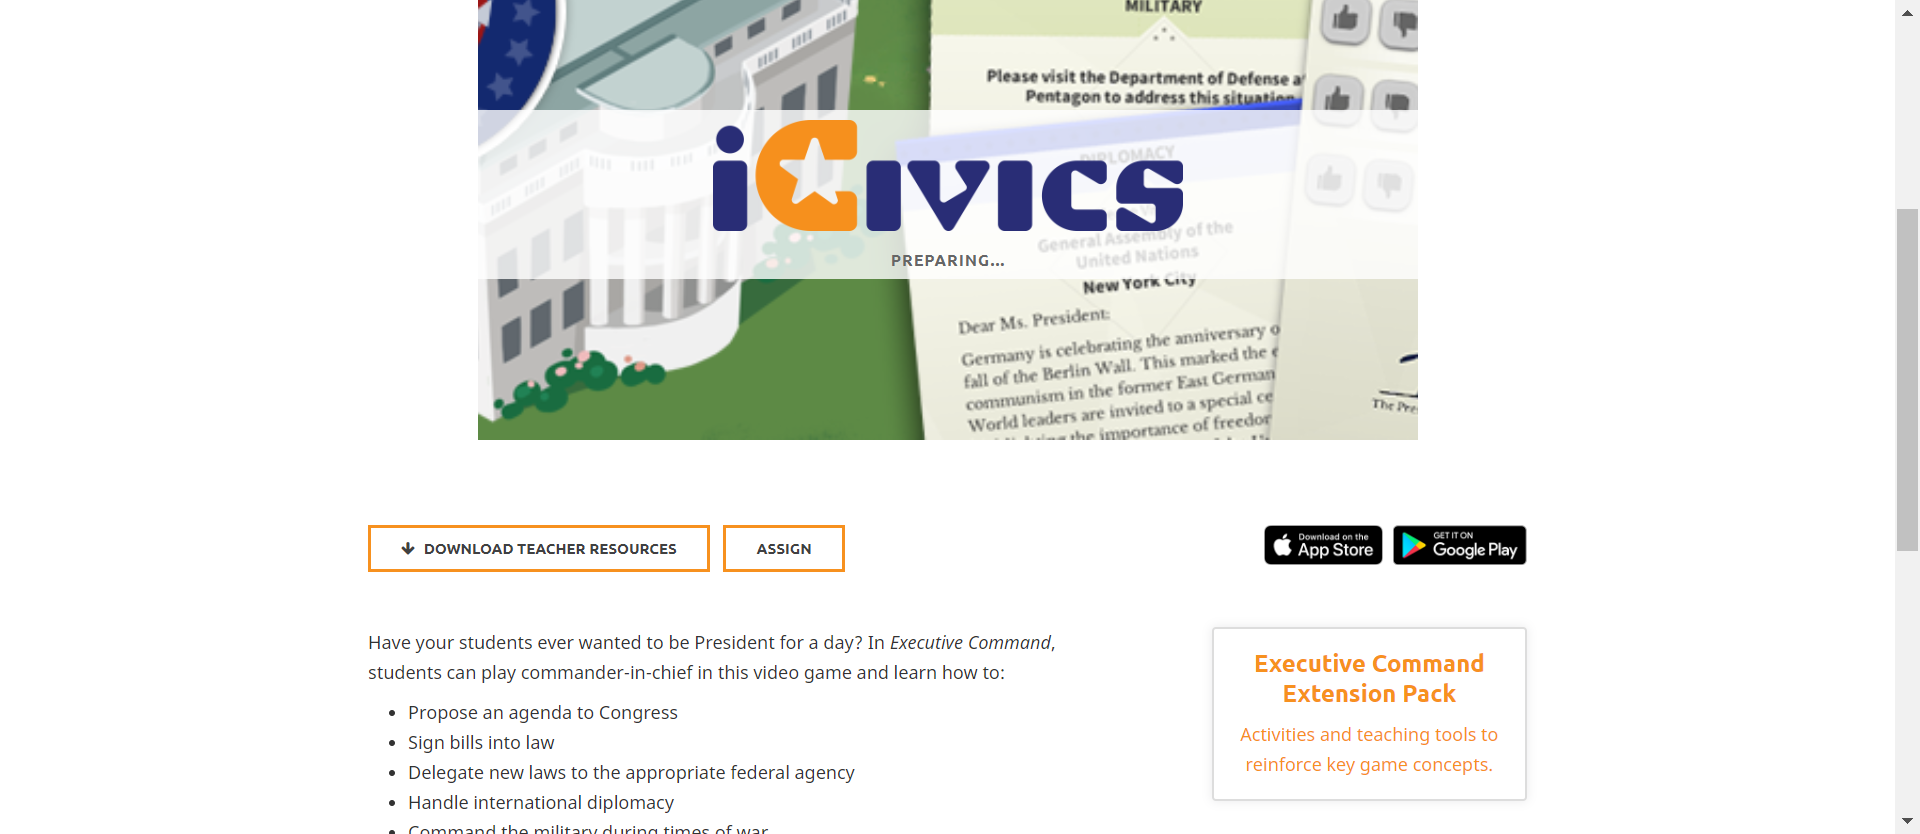 MILITARY
Please visit the Department of Defense a
Pentagon to address this situation
iCivics
DIPLOMACY
PREPARING...
General Assembly of the
United Nations
New York City
Dear Ms. President:
Germany is celebrating the anniversary o
fall of the Berlin Wall. This marked the e
communism in the former East German
World leaders are invited to a special ce
the importance of freedom
The Pre
DOWNLOAD TEACHER RESOURCES
ASSIGN
Download on the
App Store
GET IT ON
Google Play
Have your students ever wanted to be President for a day? In Executive Command,
students can play commander-in-chief in this video game and learn how to:
• Propose an agenda to Congress
• Sign bills into law
• Delegate new laws to the appropriate federal agency
• Handle international diplomacy
• Command the military during times of war
Executive Command
Extension Pack
Activities and teaching tools to
reinforce key game concepts.